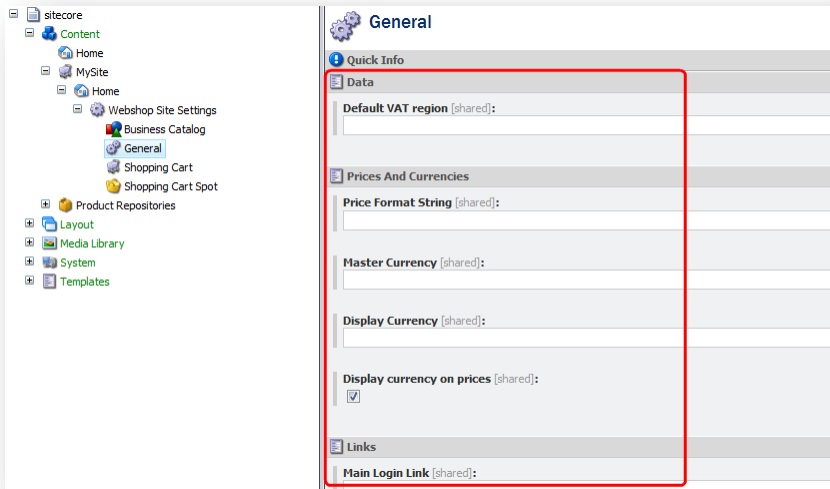 sitecore
Content
Home
MySite
Home
Webshop Site Settings
Business Catalog
General
Shopping Cart
Shopping Cart Spot
Product Repositories
Layout
Media Library
System
Templates
General
Quick Info
Data
Default VAT region [shared]:
Prices And Currencies
Price Format String [shared]:
Master Currency [shared]:
Display Currency [shared]:
Display currency on prices [shared]:
Links
Main Login Link [shared]: